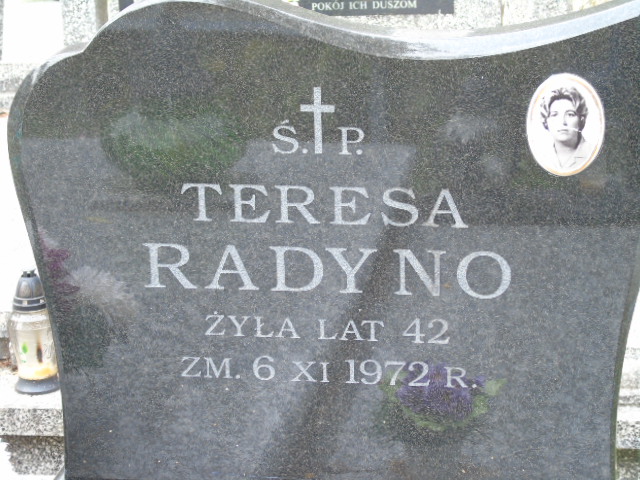 POKÓJ ICH DUSZOM
Ś. P.
TERESA
RADYNO
ŻYŁA LAT 42
ZM. 6 XI 1972 R.